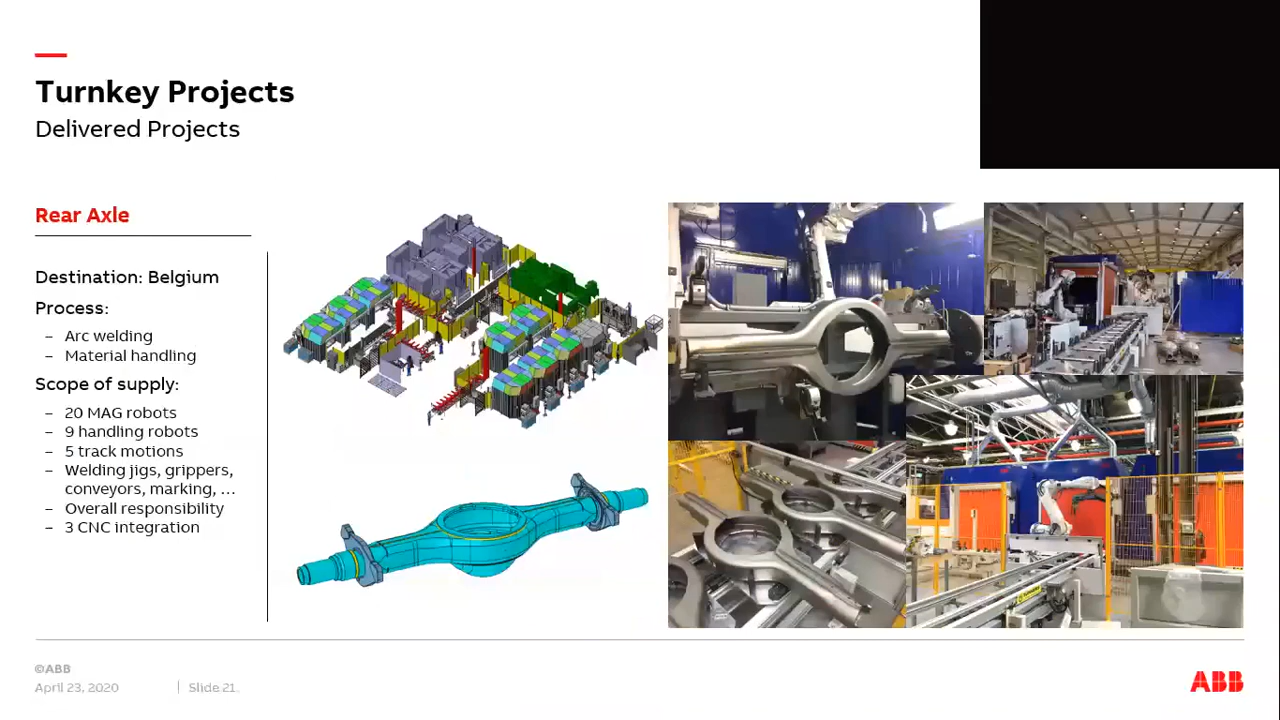 Turnkey Projects
Delivered Projects
Rear Axle
Destination: Belgium
Process:
– Arc welding
– Material handling
Scope of supply:
– 20 MAG robots
– 9 handling robots
– 5 track motions
– Welding jigs, grippers,
conveyors, marking, …
– Overall responsibility
– 3 CNC integration
©ABB
April 23, 2020
Slide 21
ABB